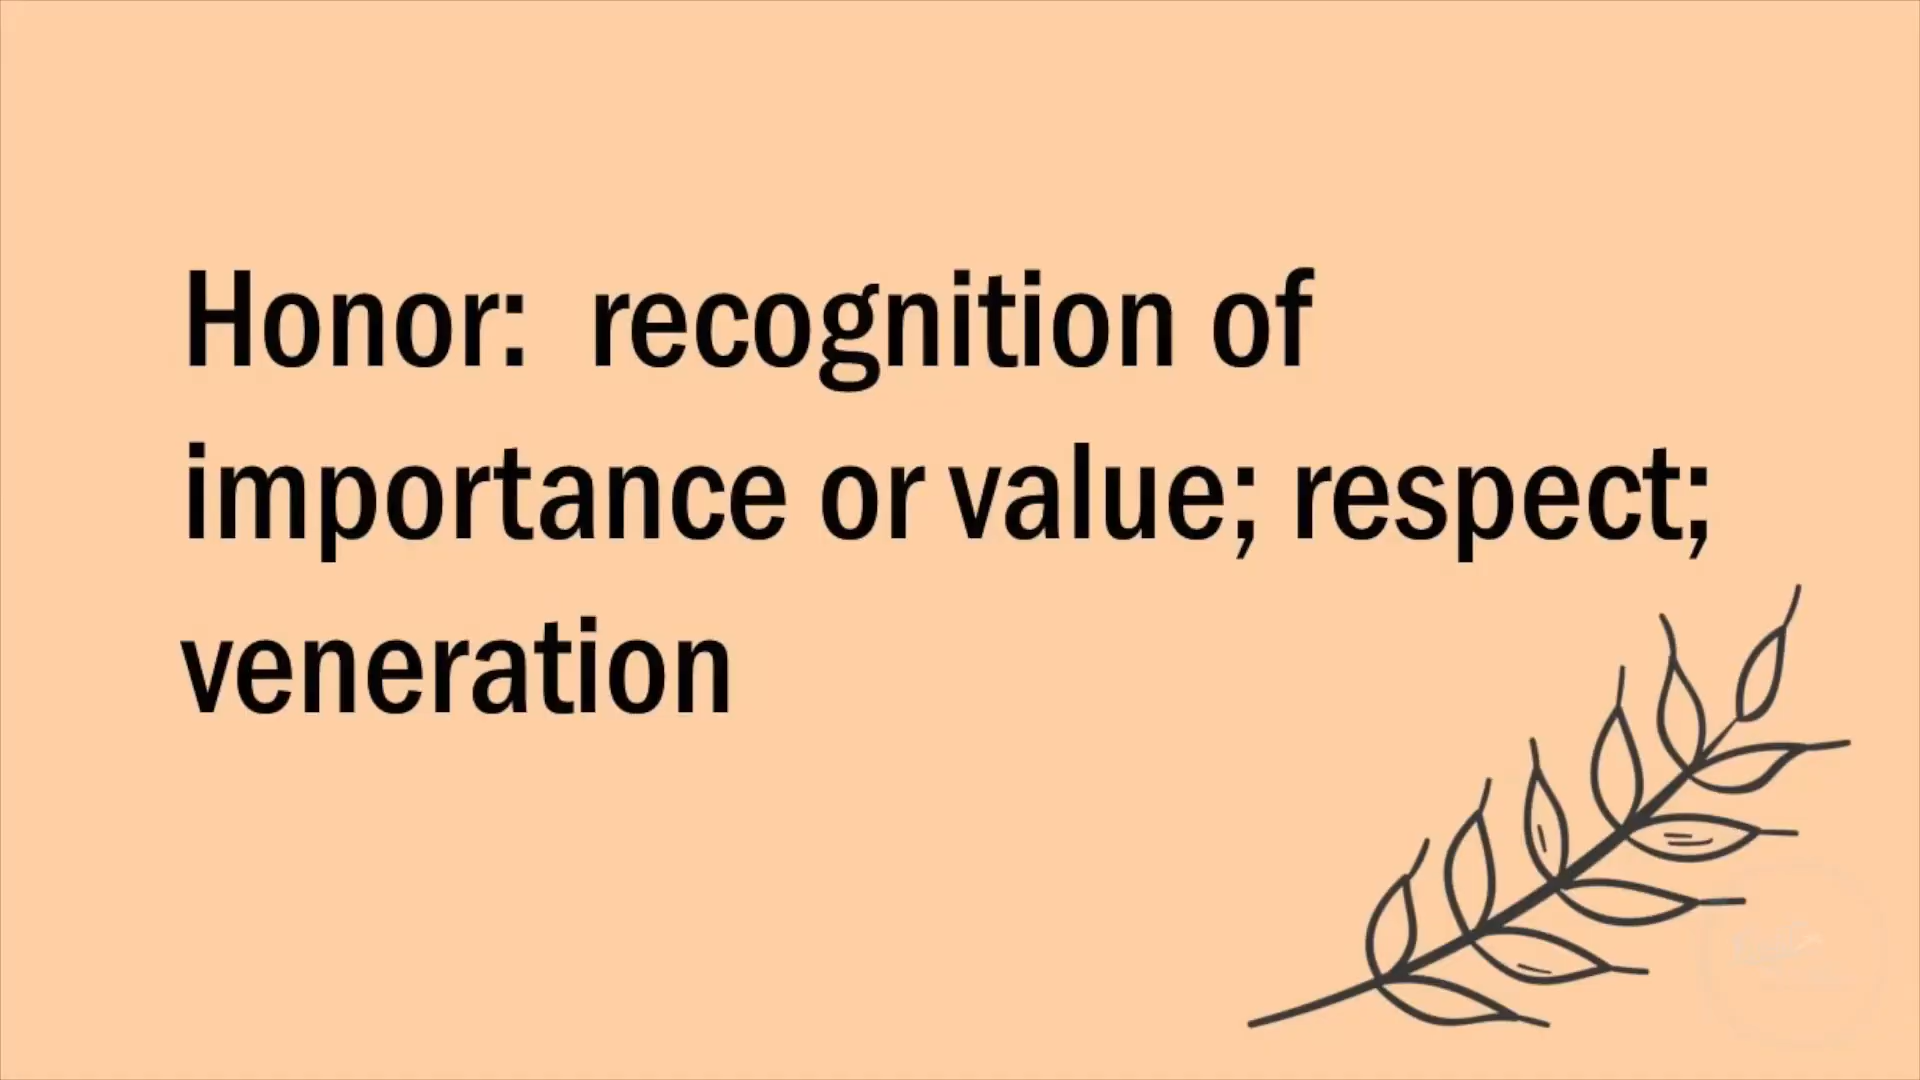 Honor:  recognition of
importance or value; respect;
veneration